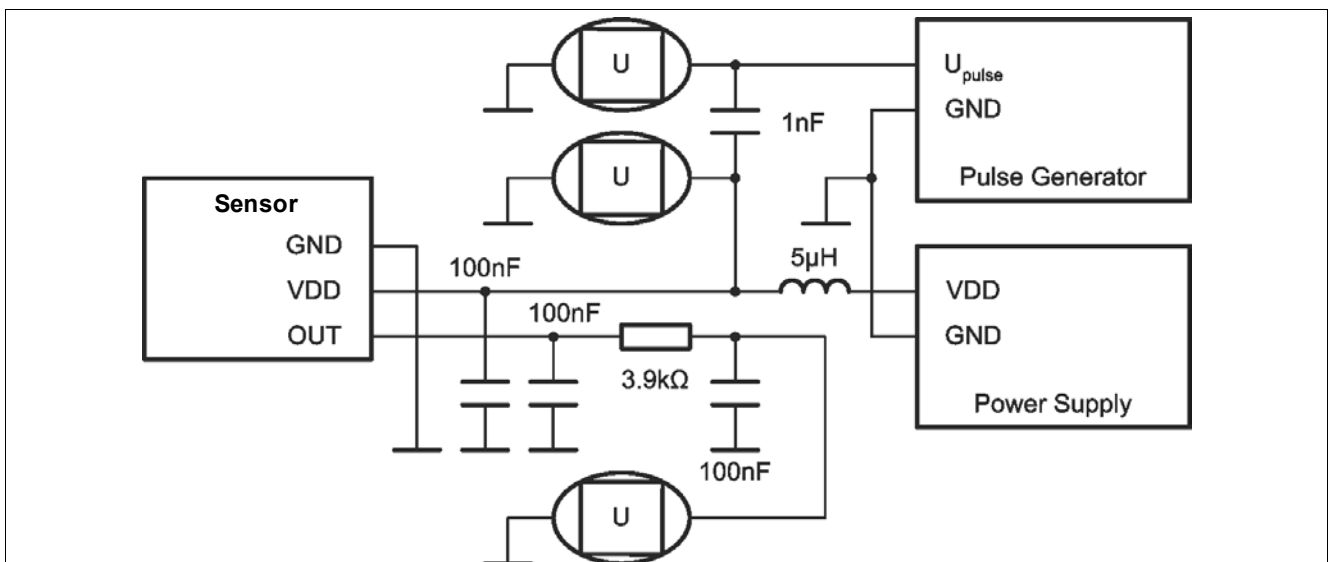 U
U_pulse
GND
1nF
U
Pulse Generator
Sensor
GND
100nF
5µH
VDD
VDD
100nF
OUT
GND
3.9kΩ
Power Supply
100nF
U